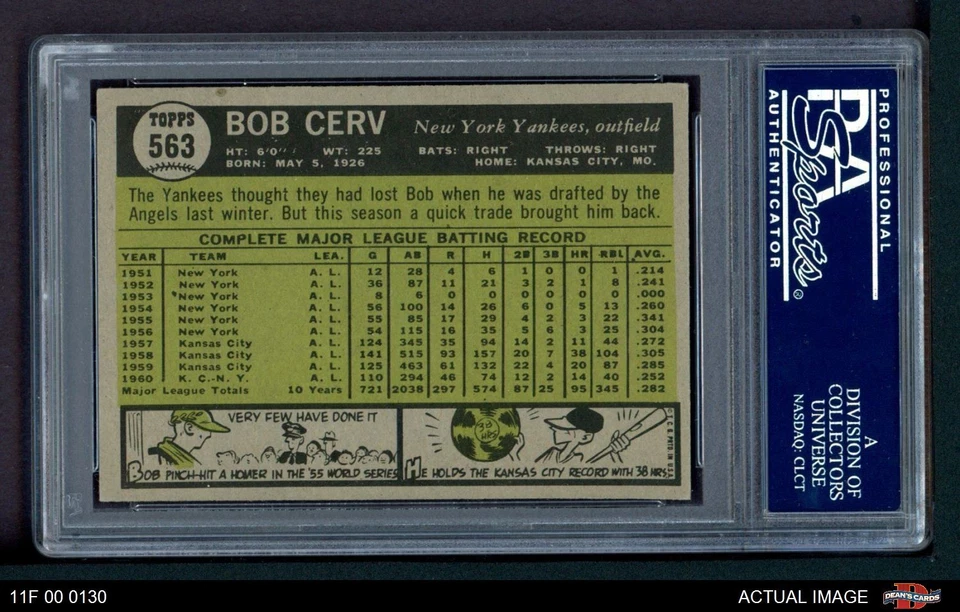 TOPPS
563
BOB CERV
New York Yankees, outfield
HT: 6'0" WT: 225 BATS: RIGHT THROWS: RIGHT
BORN: MAY 5, 1926 HOME: KANSAS CITY, MO.
The Yankees thought they had lost Bob when he was drafted by the
Angels last winter. But this season a quick trade brought him back.
COMPLETE MAJOR LEAGUE BATTING RECORD
YEAR TEAM LEA. G AB R H 2B 3B HR RBI AVG.
1951 New York A. L. 12 28 4 6 1 0 0 1 .214
1952 New York A. L. 36 87 11 21 3 2 1 8 .241
1953 New York A. L. 8 6 0 0 0 0 0 0 .000
1954 New York A. L. 56 100 14 26 6 0 5 13 .260
1955 New York A. L. 55 85 17 29 4 2 3 22 .341
1956 New York A. L. 54 115 16 35 5 6 3 25 .304
1957 Kansas City A. L. 124 345 35 94 14 2 11 44 .272
1958 Kansas City A. L. 141 515 93 157 20 7 38 104 .305
1959 Kansas City A. L. 125 463 61 132 22 4 20 87 .285
1960 K. C.-N. Y. A. L. 110 294 46 74 12 2 14 40 .252
Major League Totals 10 Years 721 2038 297 574 87 25 95 345 .282
VERY FEW HAVE DONE IT
BOB PINCH-HIT A HOMER IN THE '55 WORLD SERIES
38 HRS
HE HOLDS THE KANSAS CITY RECORD WITH 38 HRS.
PROFESSIONAL
PSA
Sports
®
AUTHENTICATOR
A
DIVISION OF
COLLECTORS
UNIVERSE
NASDAQ: CLCT
11F 00 0130
ACTUAL IMAGE
DEAN'S CARDS